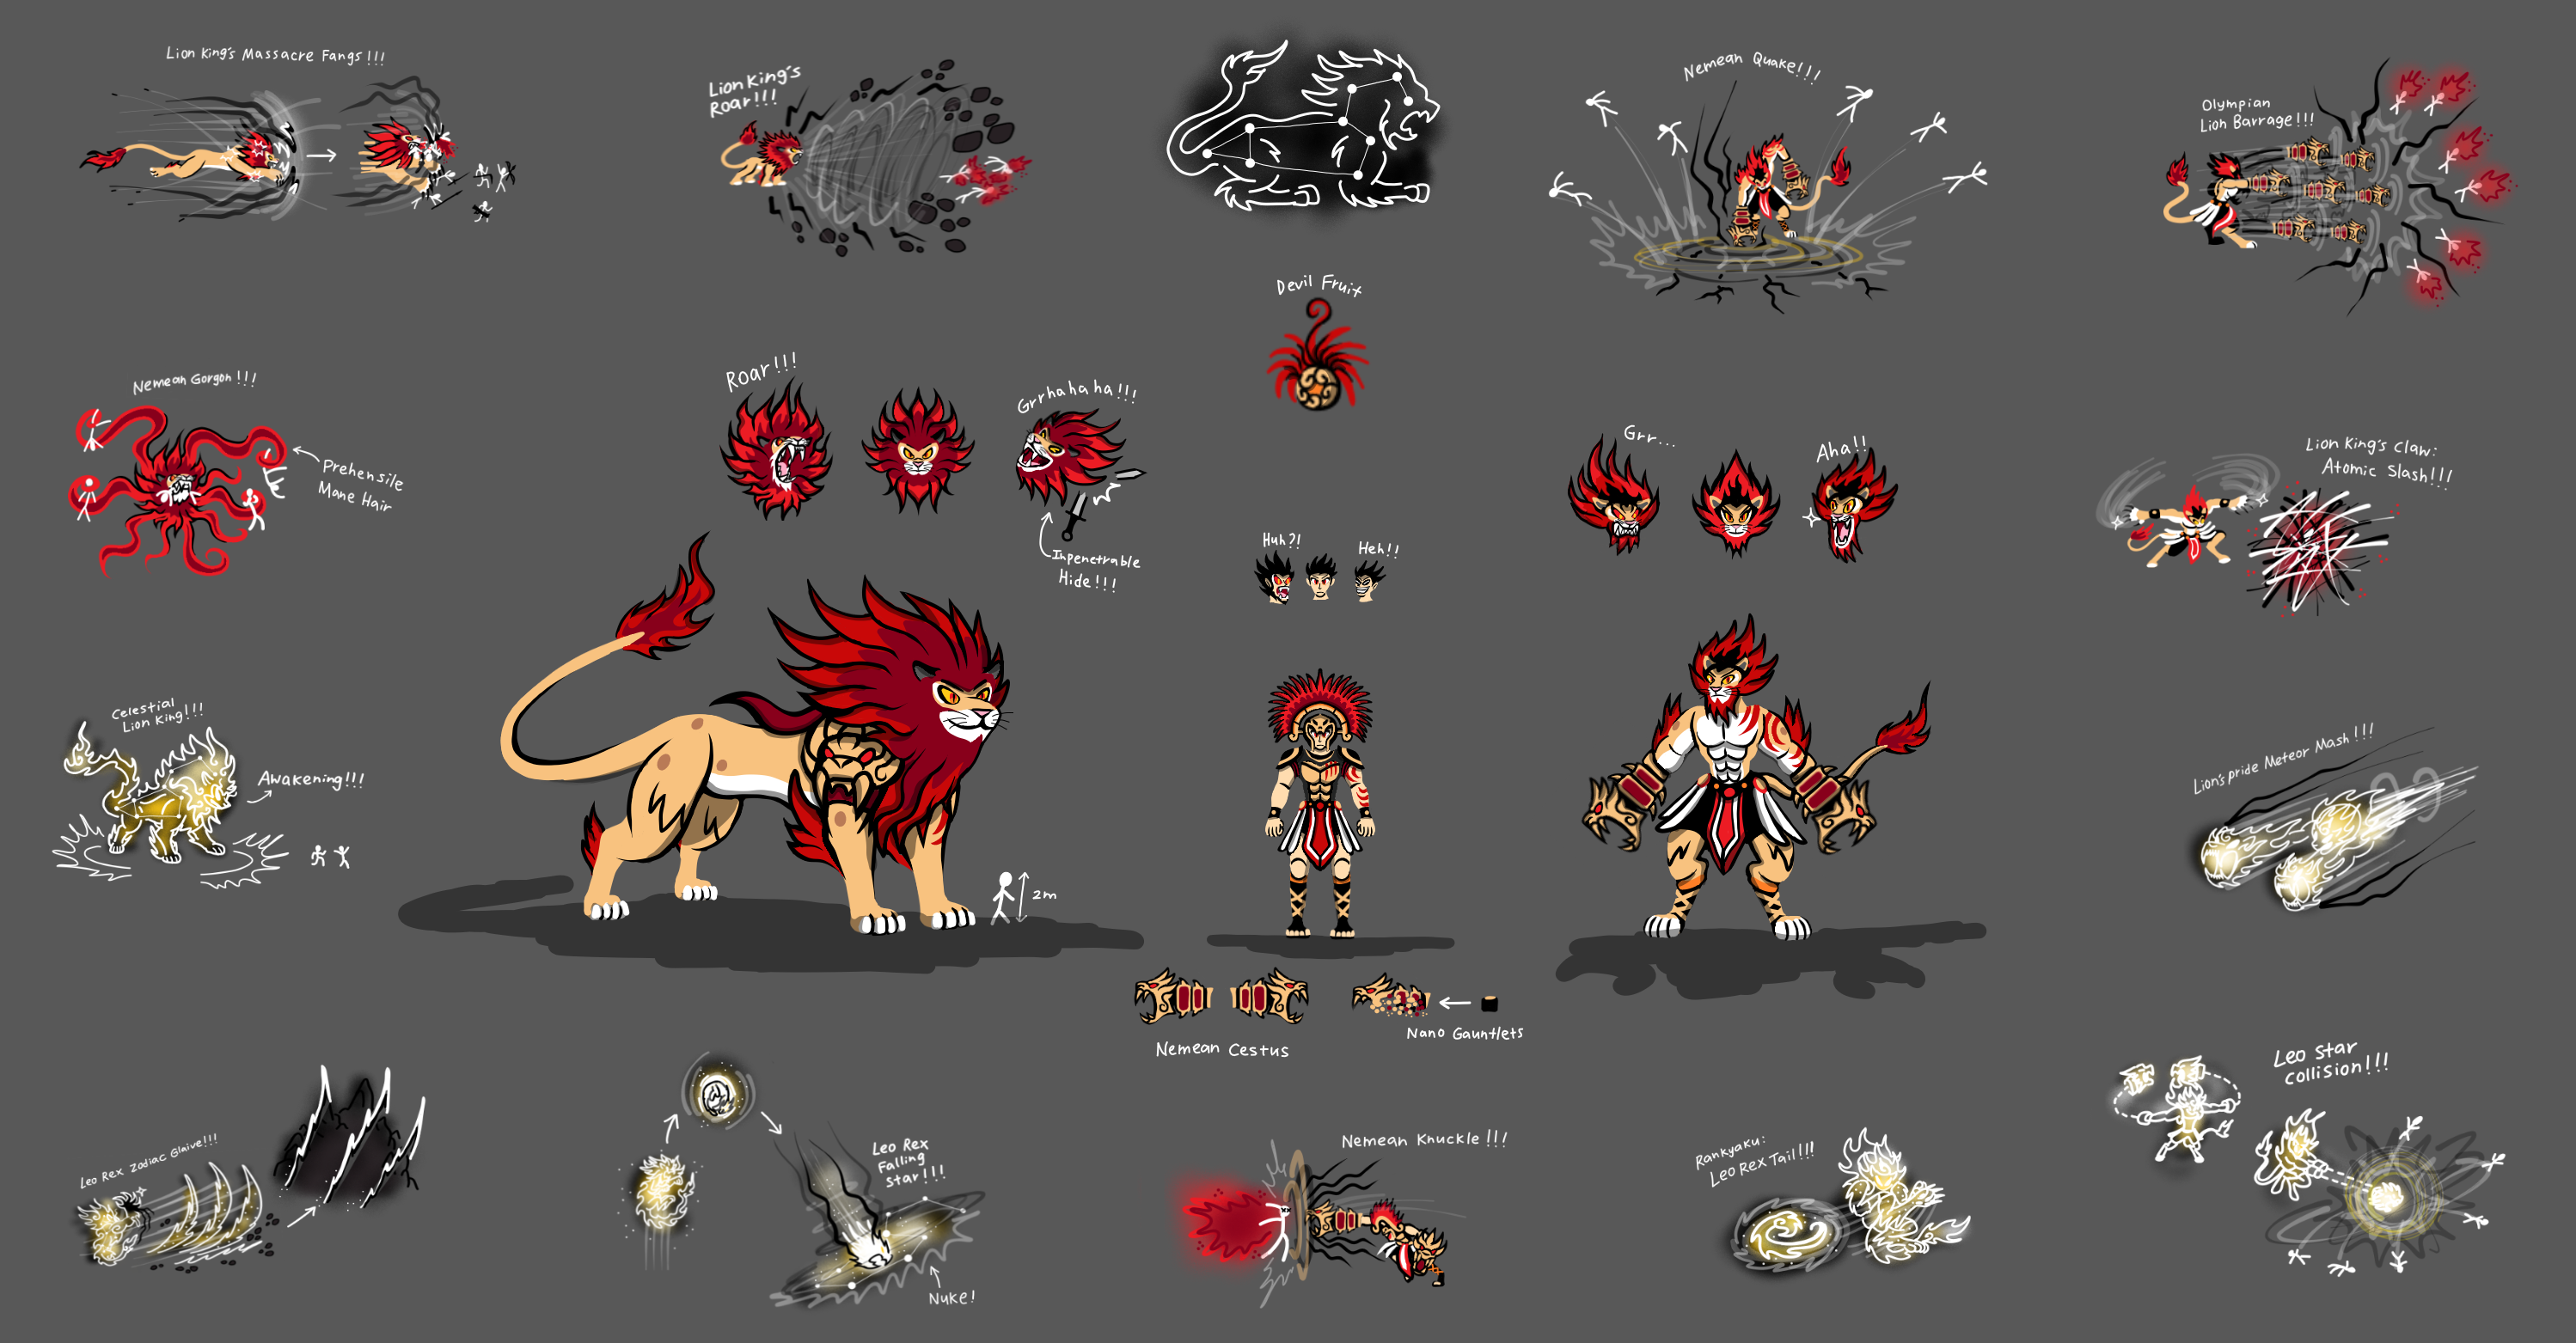 Lion King's Massacre Fangs!!!
Lion King's
Roar!!!
Nemean Quake!!!
Olympian
Lion Barrage!!!
Devil Fruit
Nemean Gorgon!!!
Prehensile
Mane Hair
Roar!!!
Grrhahaha!!!
Inpenetrable
Hide!!!
Huh?!
Heh!!
Grr...
Aha!!
Lion King's Claw:
Atomic Slash!!!
Celestial
Lion King!!!
Awakening!!!
2m
Lion's pride Meteor Mash!!!
Nemean Cestus
Nano Gauntlets
Leo Rex Zodiac Glaive!!!
Leo Rex
Falling
Star!!!
Nuke!
Nemean Knuckle!!!
Rankyaku:
Leo Rex Tail!!!
Leo Star
Collision!!!